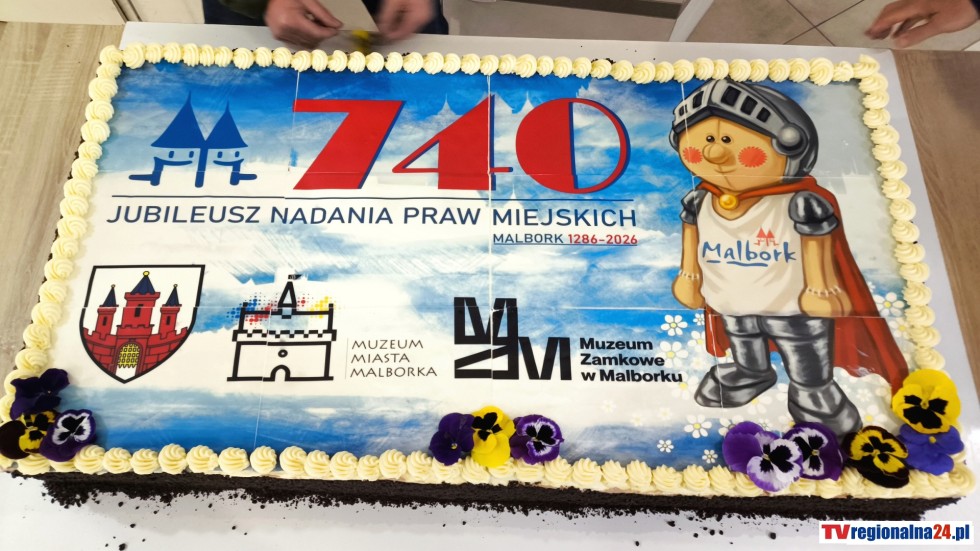 740
JUBILEUSZ NADANIA PRAW MIEJSKICH
MALBORK 1286-2026
Malbork
MUZEUM
MIASTA
MALBORKA
Muzeum
Zamkowe
w Malborku
TVregionalna24.pl